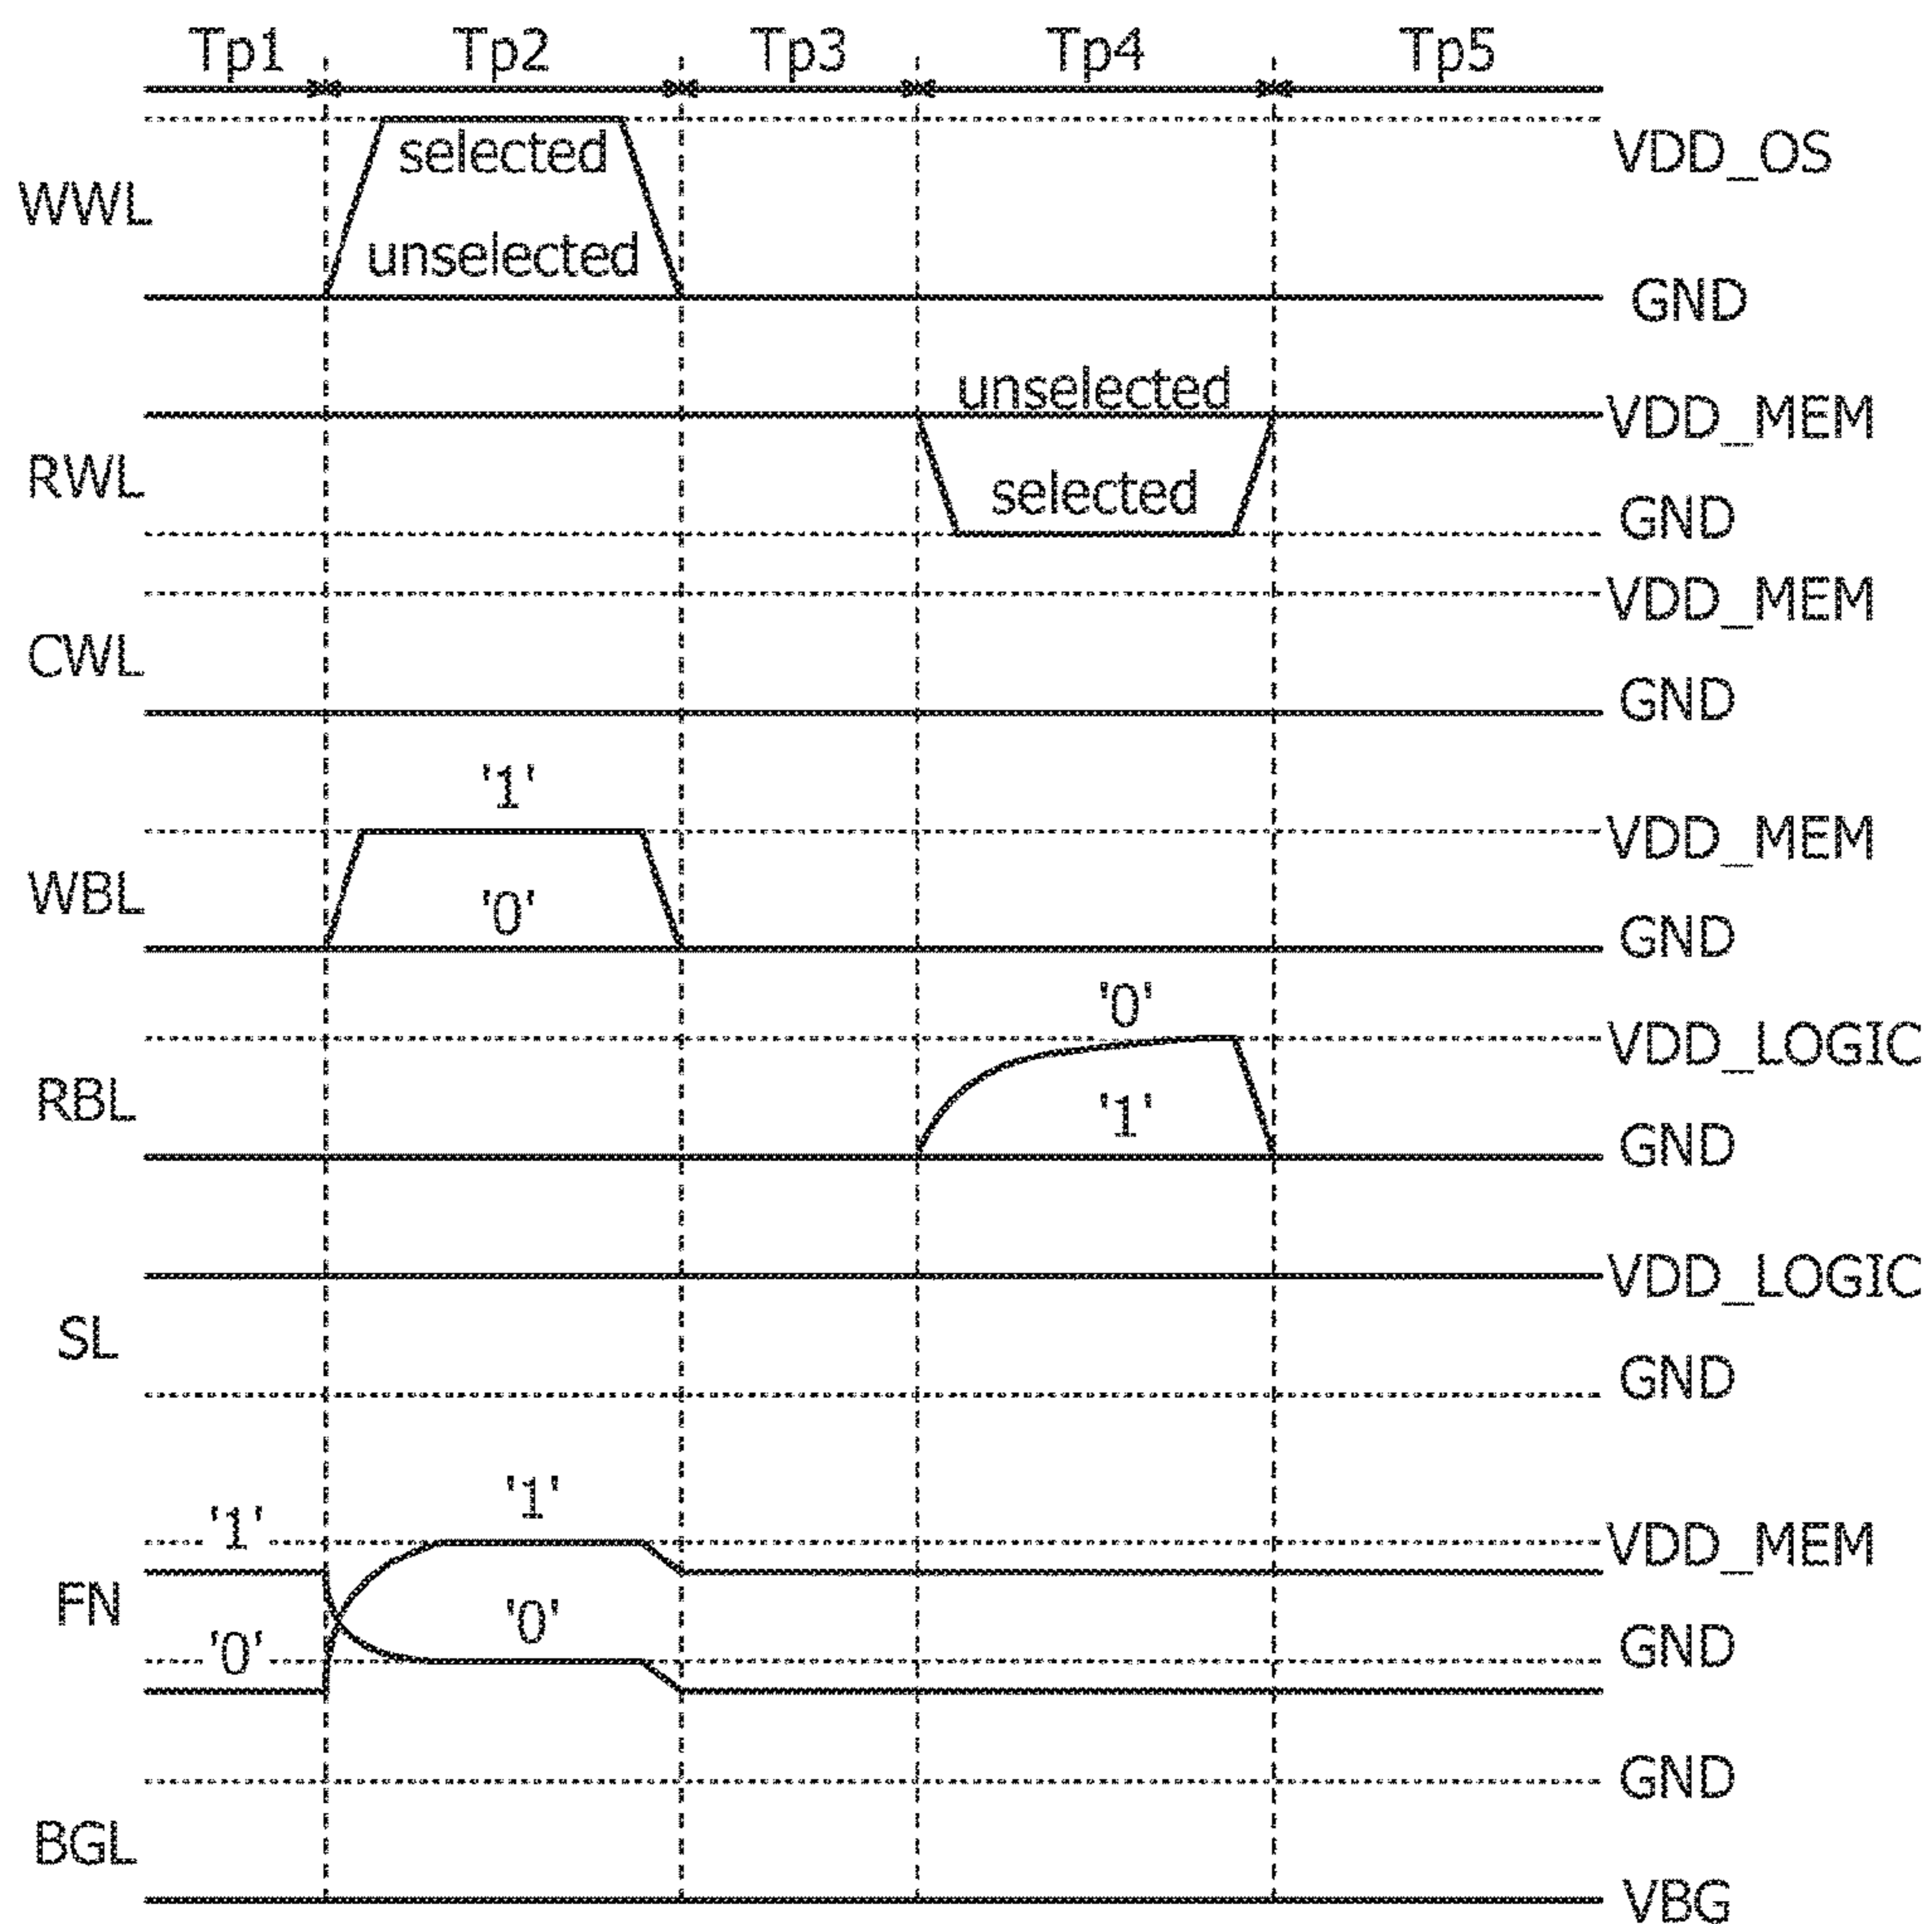 Tp1 Tp2 Tp3 Tp4 Tp5
selected
VDD_OS
WWL
unselected
GND
unselected
VDD_MEM
RWL
selected
GND
VDD_MEM
CWL
GND
'1'
VDD_MEM
WBL
'0'
GND
'0'
VDD_LOGIC
RBL
'1'
GND
VDD_LOGIC
SL
GND
'1' '1'
VDD_MEM
FN
'0' '0'
GND
GND
BGL
VBG